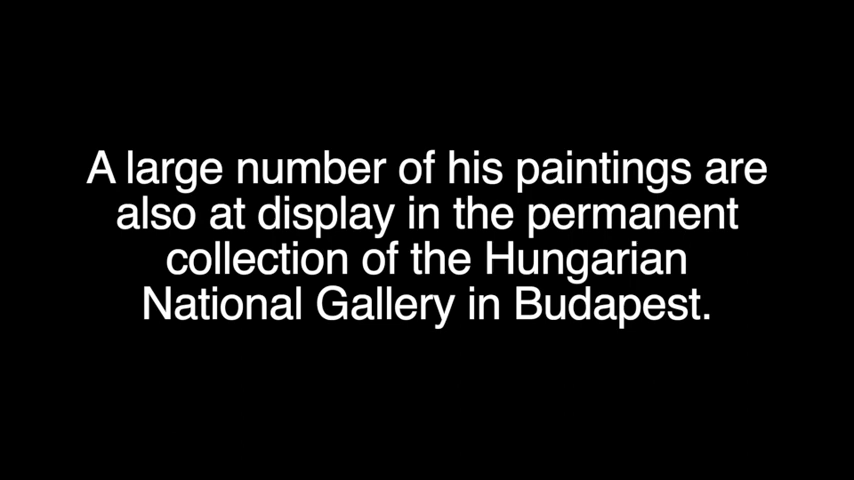 A large number of his paintings are
also at display in the permanent
collection of the Hungarian
National Gallery in Budapest.